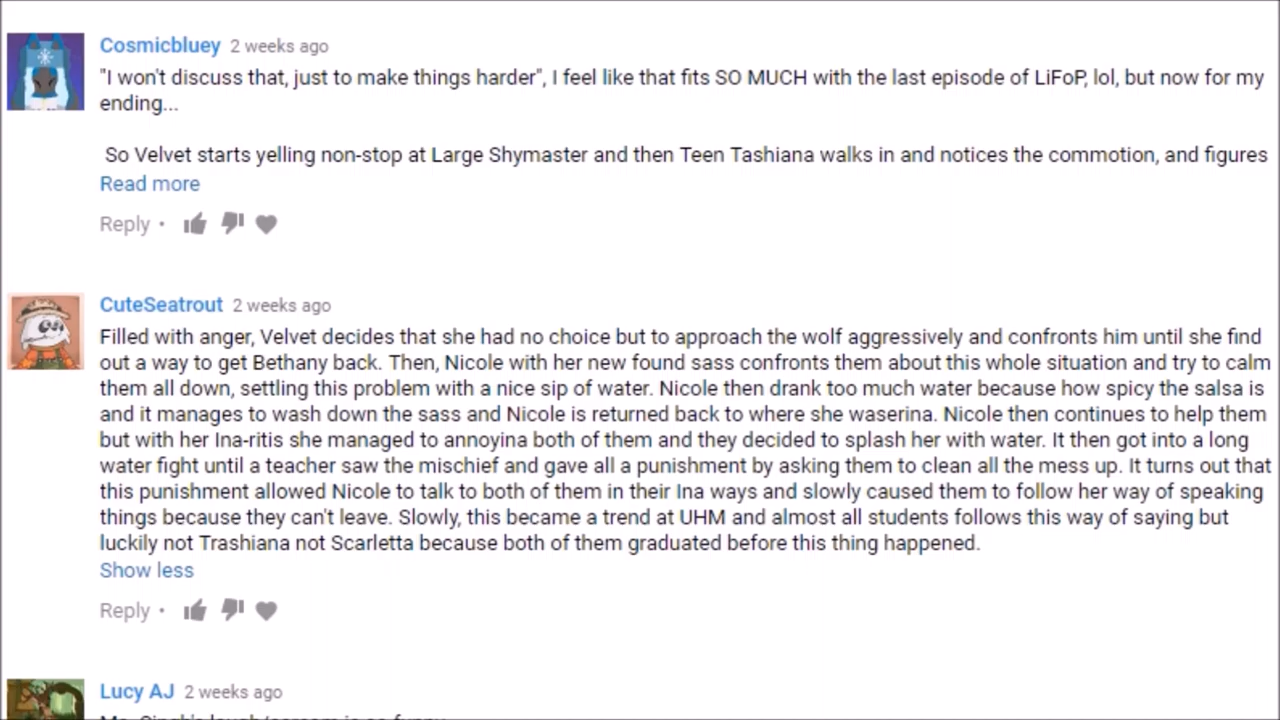 Cosmicbluey 2 weeks ago
"I won't discuss that, just to make things harder", I feel like that fits SO MUCH with the last episode of LiFoP, lol, but now for my
ending...
So Velvet starts yelling non-stop at Large Shymaster and then Teen Tashiana walks in and notices the commotion, and figures
Read more
Reply •
CuteSeatrout 2 weeks ago
Filled with anger, Velvet decides that she had no choice but to approach the wolf aggressively and confronts him until she find
out a way to get Bethany back. Then, Nicole with her new found sass confronts them about this whole situation and try to calm
them all down, settling this problem with a nice sip of water. Nicole then drank too much water because how spicy the salsa is
and it manages to wash down the sass and Nicole is returned back to where she waserina. Nicole then continues to help them
but with her Ina-ritis she managed to annoyina both of them and they decided to splash her with water. It then got into a long
water fight until a teacher saw the mischief and gave all a punishment by asking them to clean all the mess up. It turns out that
this punishment allowed Nicole to talk to both of them in their Ina ways and slowly caused them to follow her way of speaking
things because they can't leave. Slowly, this became a trend at UHM and almost all students follows this way of saying but
luckily not Trashiana not Scarletta because both of them graduated before this thing happened.
Show less
Reply •
Lucy AJ 2 weeks ago